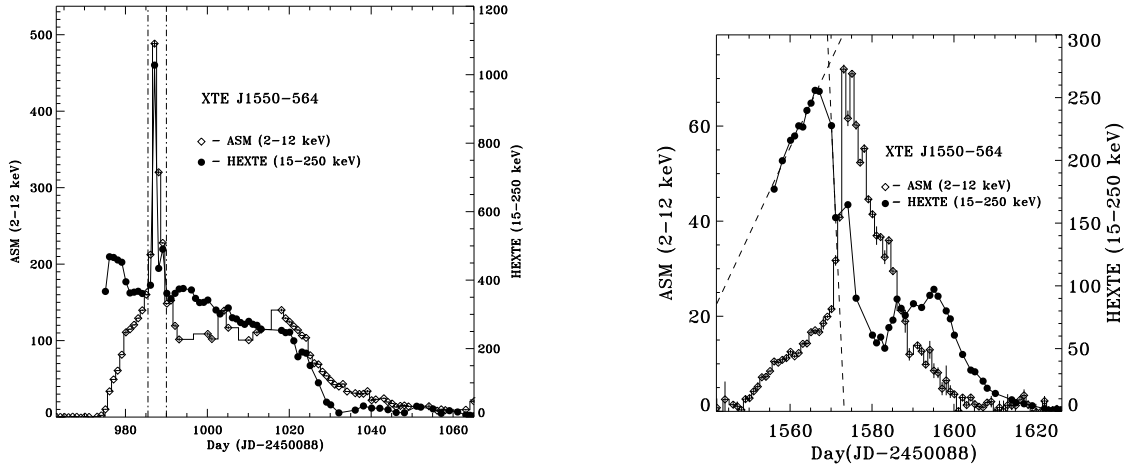 500
400
300
200
100
0
ASM (2-12 keV)
1200
1000
800
600
400
200
0
HEXTE (15-250 keV)
XTE J1550-564
- ASM (2-12 keV)
- HEXTE (15-250 keV)
980 1000 1020 1040 1060
Day (JD-2450088)
60
40
20
0
ASM (2-12 keV)
300
250
200
150
100
50
0
HEXTE (15-250 keV)
XTE J1550-564
- ASM (2-12 keV)
- HEXTE (15-250 keV)
1560 1580 1600 1620
Day(JD-2450088)